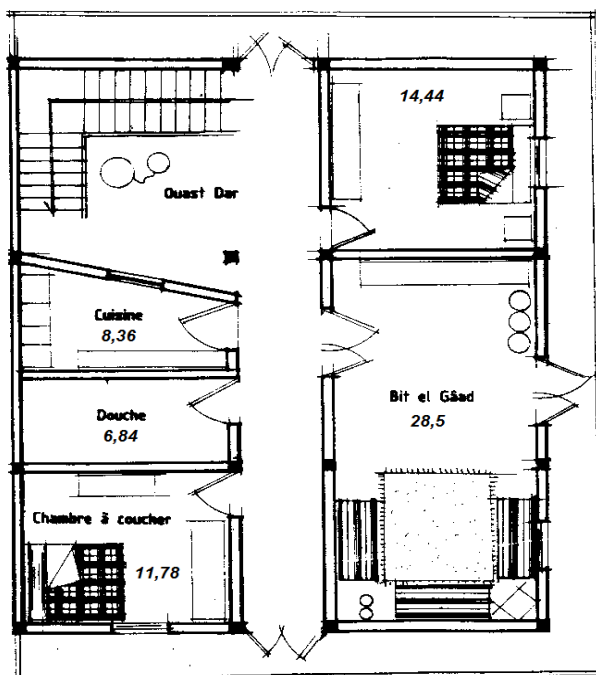 14,44
Ouast Dar
Cuisine
8,36
Bit el Gâad
28,5
Douche
6,84
Chambre à coucher
11,78